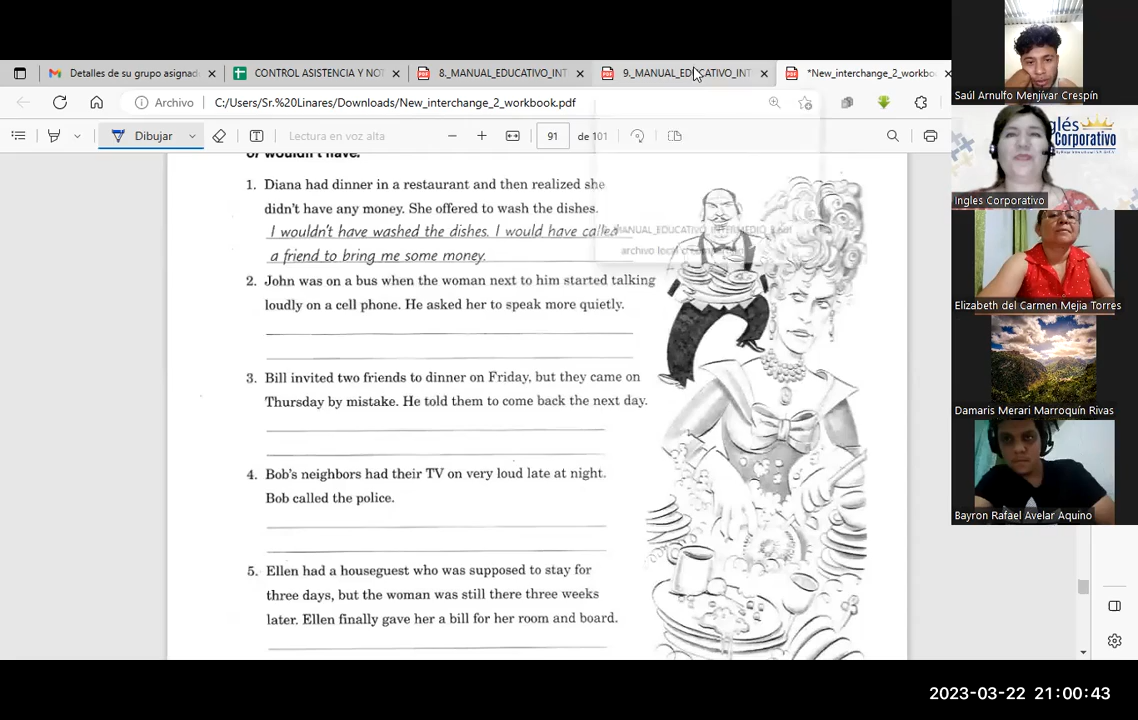 Detalles de su grupo asignad
CONTROL ASISTENCIA Y NOT
8._MANUAL_EDUCATIVO_INT
9._MANUAL_EDUCATIVO_INT
*New_interchange_2_workbo
Archivo
C:/Users/Sr.%20Linares/Downloads/New_interchange_2_workbook.pdf
Dibujar
Lectura en voz alta
91
de 101
or wouldn't have.
1. Diana had dinner in a restaurant and then realized she
didn't have any money. She offered to wash the dishes.
I wouldn't have washed the dishes. I would have called
a friend to bring me some money.
2. John was on a bus when the woman next to him started talking
loudly on a cell phone. He asked her to speak more quietly.
3. Bill invited two friends to dinner on Friday, but they came on
Thursday by mistake. He told them to come back the next day.
4. Bob's neighbors had their TV on very loud late at night.
Bob called the police.
5. Ellen had a houseguest who was supposed to stay for
three days, but the woman was still there three weeks
later. Ellen finally gave her a bill for her room and board.
Saúl Arnulfo Menjívar Crespín
Inglés
Corporativo
Ingles Corporativo
Elizabeth del Carmen Mejia Torres
Damaris Merari Marroquín Rivas
Bayron Rafael Avelar Aquino
2023-03-22 21:00:43